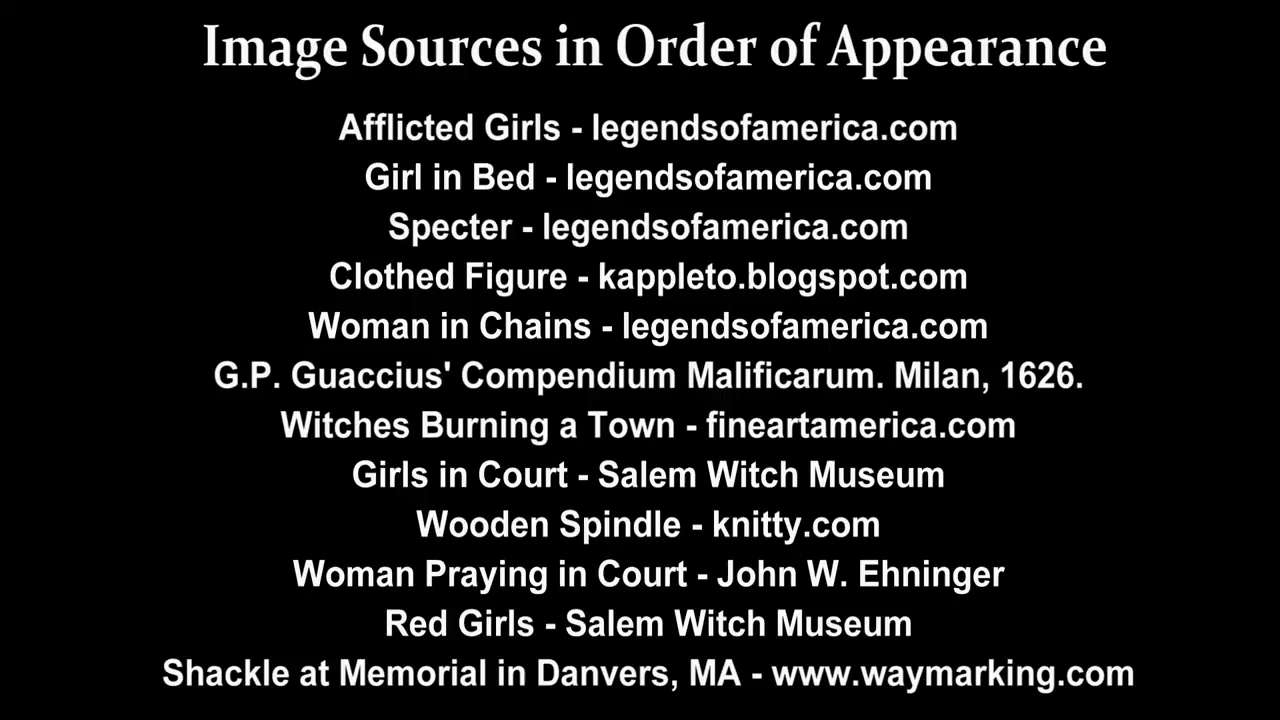 Image Sources in Order of Appearance
Afflicted Girls - legendsofamerica.com
Girl in Bed - legendsofamerica.com
Specter - legendsofamerica.com
Clothed Figure - kappleto.blogspot.com
Woman in Chains - legendsofamerica.com
G.P. Guaccius' Compendium Malificarum. Milan, 1626.
Witches Burning a Town - fineartamerica.com
Girls in Court - Salem Witch Museum
Wooden Spindle - knitty.com
Woman Praying in Court - John W. Ehninger
Red Girls - Salem Witch Museum
Shackle at Memorial in Danvers, MA - www.waymarking.com